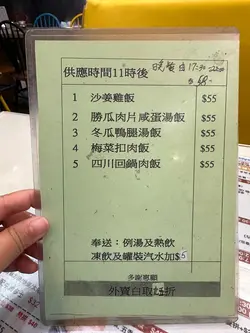 晚餐由17:30-22:00
供應時間11時後
1 沙姜雞飯 $55
2 勝瓜肉片咸蛋湯飯 $55
3 冬瓜鴨腿湯飯 $55
4 梅菜扣肉飯 $55
5 四川回鍋肉飯 $55
奉送：例湯及熱飲
凍飲及罐裝汽水加$5
多謝惠顧
外賣自取 折